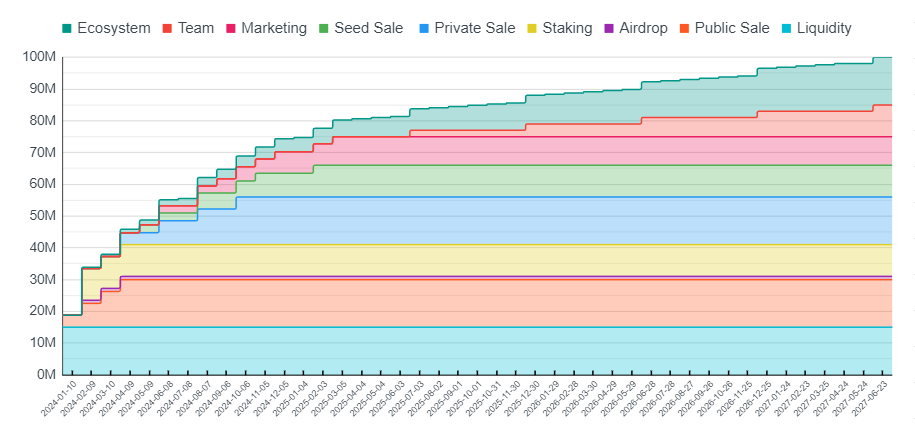 Ecosystem Team Marketing Seed Sale Private Sale Staking Airdrop Public Sale Liquidity
100M
90M
80M
70M
60M
50M
40M
30M
20M
10M
0M
2024-01-10 2024-02-09 2024-03-10 2024-04-09 2024-05-09 2024-06-08 2024-07-08 2024-08-07 2024-09-06 2024-10-06 2024-11-05 2024-12-05 2025-01-04 2025-02-03 2025-03-05 2025-04-04 2025-05-04 2025-06-03 2025-07-03 2025-08-02 2025-09-01 2025-10-01 2025-10-31 2025-11-30 2025-12-30 2026-01-29 2026-02-28 2026-03-30 2026-04-29 2026-05-29 2026-06-28 2026-07-28 2026-08-27 2026-09-26 2026-10-26 2026-11-25 2026-12-25 2027-01-24 2027-02-23 2027-03-25 2027-04-24 2027-05-24 2027-06-23